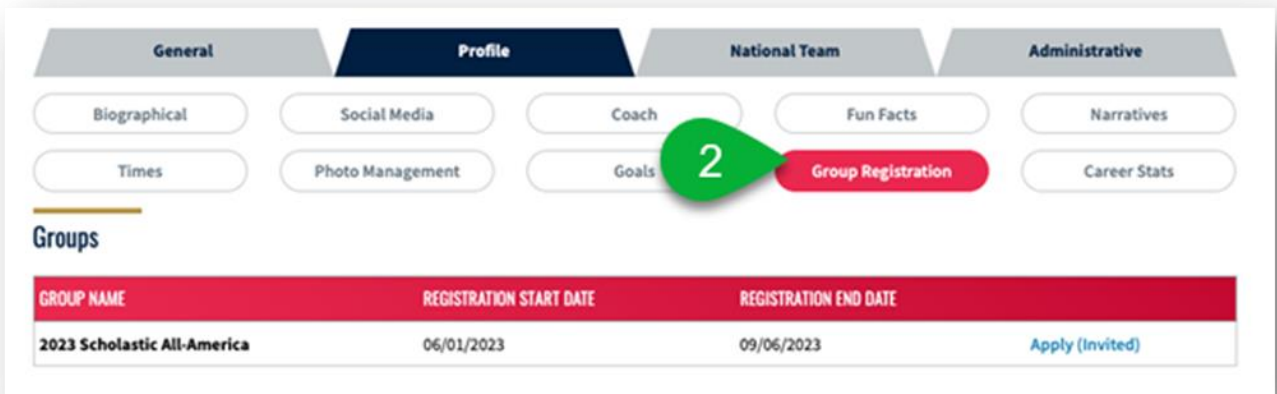 General Profile National Team Administrative
Biographical Social Media Coach Fun Facts Narratives
Times Photo Management Goals 2 Group Registration Career Stats
Groups
GROUP NAME REGISTRATION START DATE REGISTRATION END DATE
2023 Scholastic All-America 06/01/2023 09/06/2023 Apply (Invited)